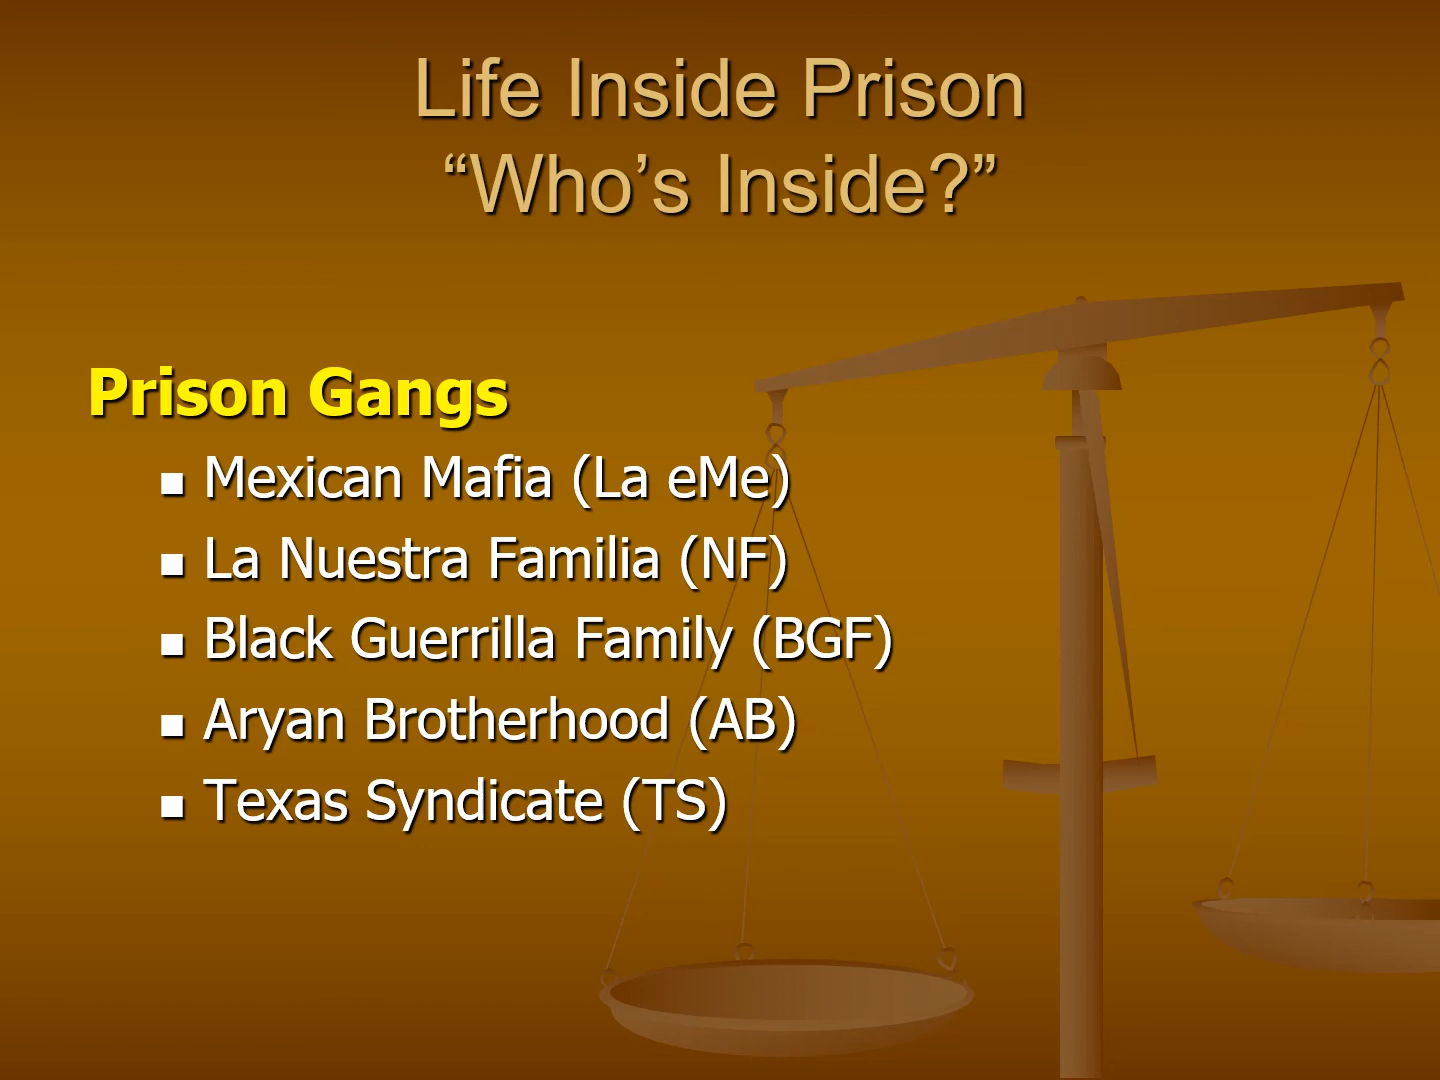 Life Inside Prison
“Who’s Inside?”
Prison Gangs
Mexican Mafia (La eMe)
La Nuestra Familia (NF)
Black Guerrilla Family (BGF)
Aryan Brotherhood (AB)
Texas Syndicate (TS)